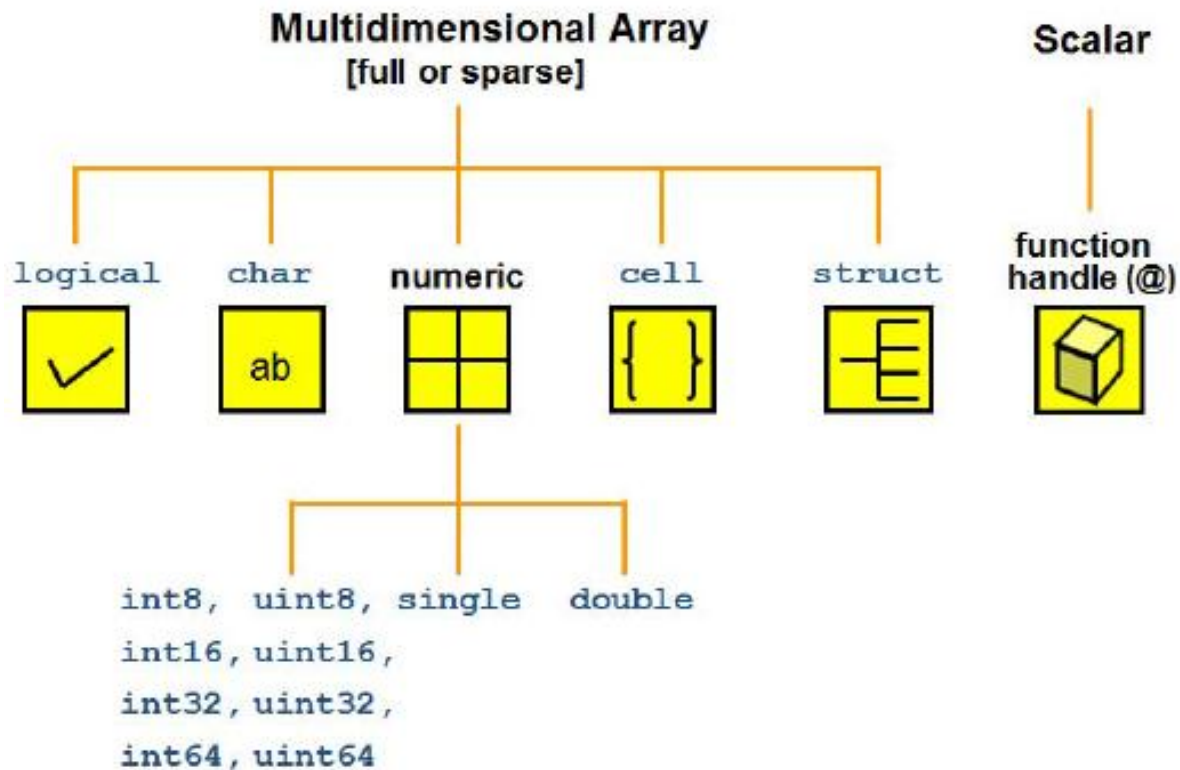 Multidimensional Array
[full or sparse]
Scalar
logical
char
numeric
cell
struct
function
handle (@)
ab
{ }
int8, uint8, single double
int16, uint16,
int32, uint32,
int64, uint64